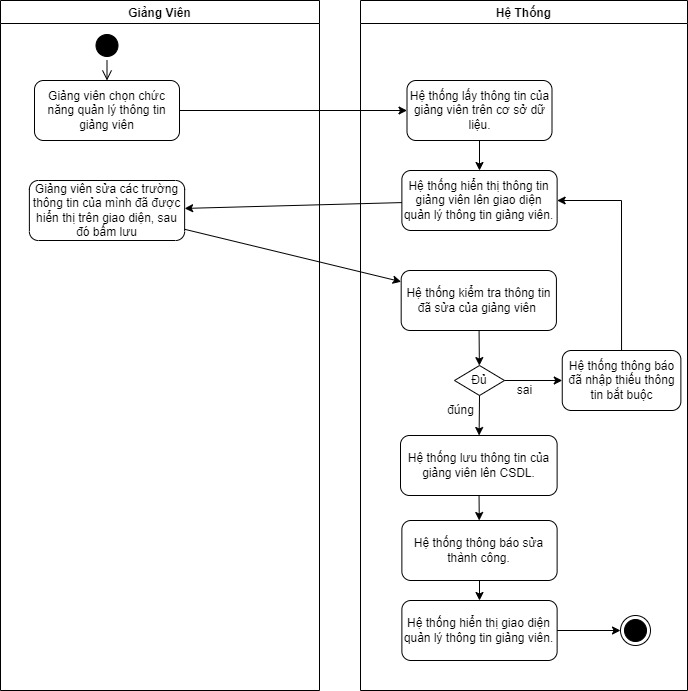 Giảng Viên
Hệ Thống
Giảng viên chọn chức
năng quản lý thông tin
giảng viên
Hệ thống lấy thông tin của
giảng viên trên cơ sở dữ
liệu.
Giảng viên sửa các trường
thông tin của mình đã được
hiển thị trên giao diện, sau
đó bấm lưu
Hệ thống hiển thị thông tin
giảng viên lên giao diện
quản lý thông tin giảng viên.
Hệ thống kiểm tra thông tin
đã sửa của giảng viên
Đủ
sai
Hệ thống thông báo
đã nhập thiếu thông
tin bắt buộc
đúng
Hệ thống lưu thông tin của
giảng viên lên CSDL.
Hệ thống thông báo sửa
thành công.
Hệ thống hiển thị giao diện
quản lý thông tin giảng viên.